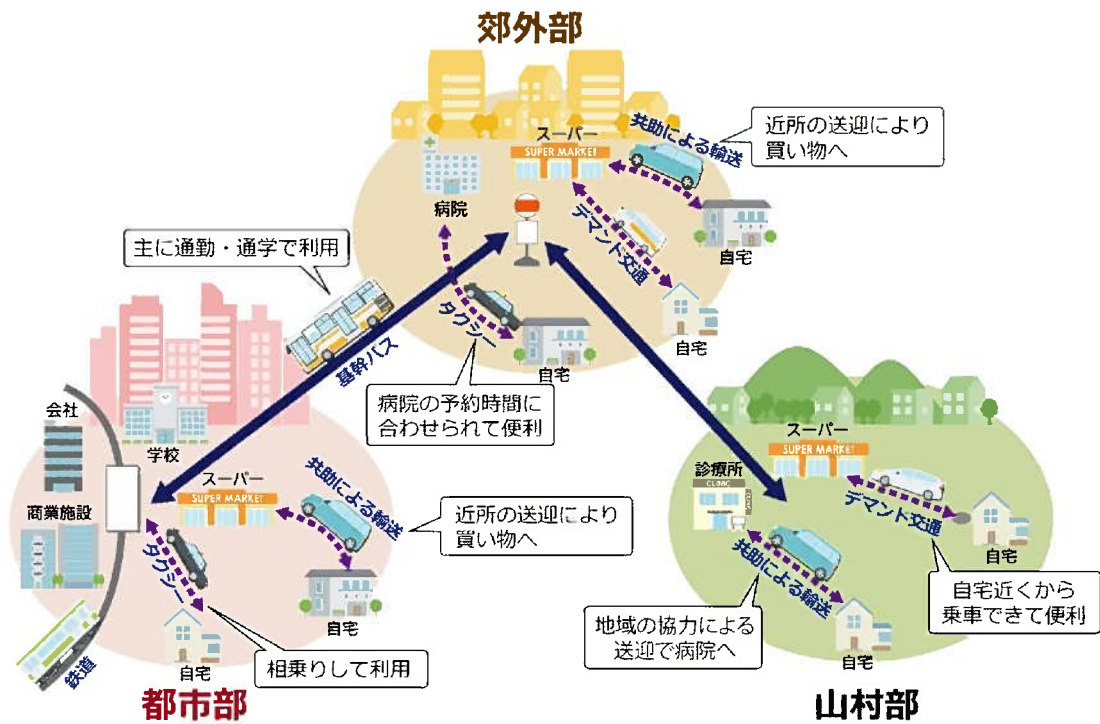 郊外部
スーパー
SUPER MARKET
共助による輸送
近所の送迎により
買い物へ
病院
デマンド交通
自宅
自宅
タクシー
自宅
病院の予約時間に
合わせられて便利
主に通勤・通学で利用
基幹バス
会社
学校
商業施設
スーパー
SUPER MARKET
共助による輸送
近所の送迎により
買い物へ
タクシー
自宅
自宅
相乗りして利用
鉄道
都市部
スーパー
SUPER MARKET
診療所
CLINIC
デマンド交通
自宅
共助による輸送
自宅近くから
乗車できて便利
地域の協力による
送迎で病院へ
自宅
山村部